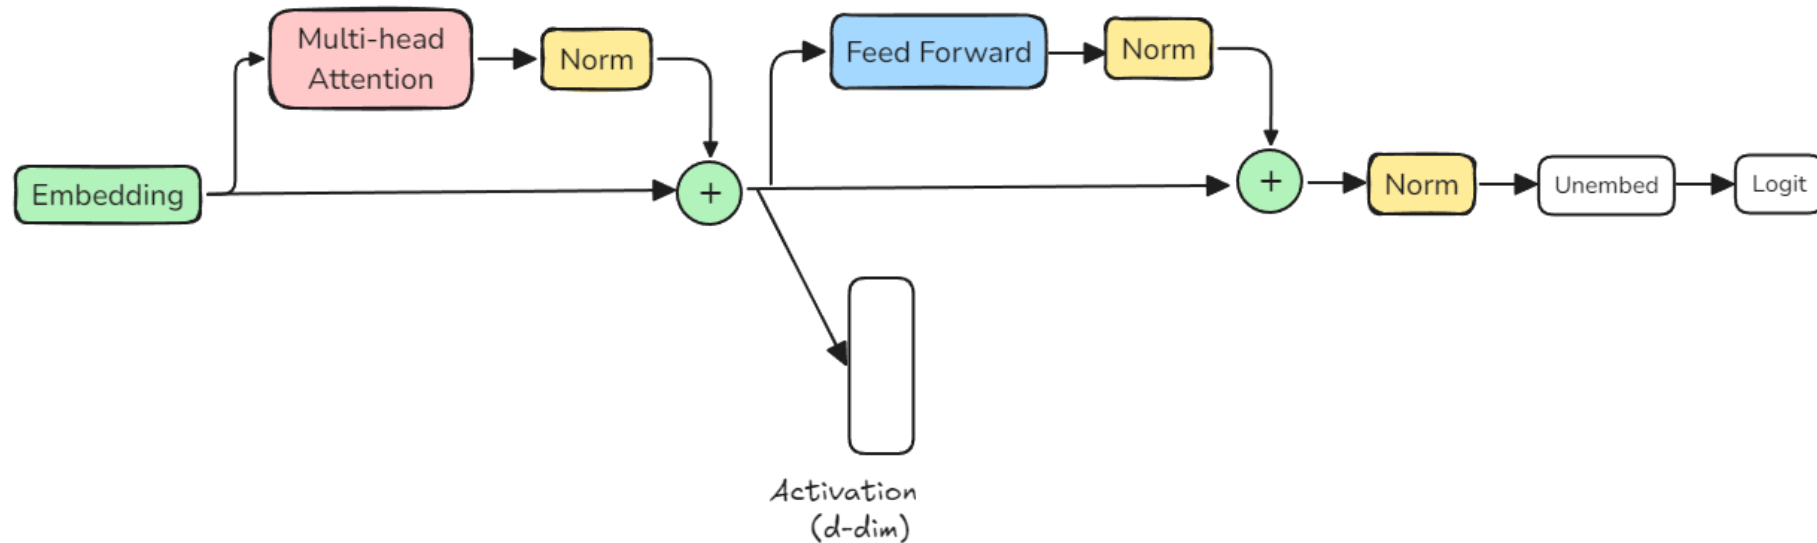 Multi-head
Attention
Norm
Feed Forward
Norm
Embedding
+
+
Norm
Unembed
Logit
Activation
(d-dim)